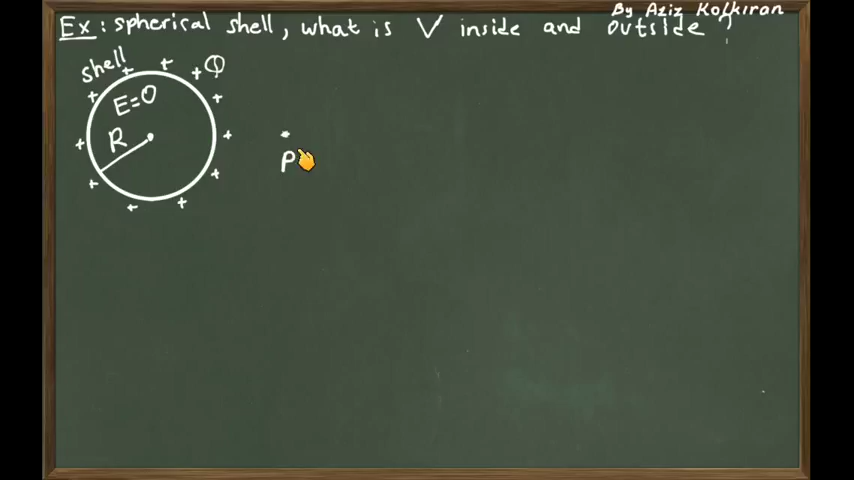 By Aziz Kolkiran
Ex: spherical shell, what is V inside and outside?
shell
+ + + + + + + + + + + +
Q
E=0
R
P